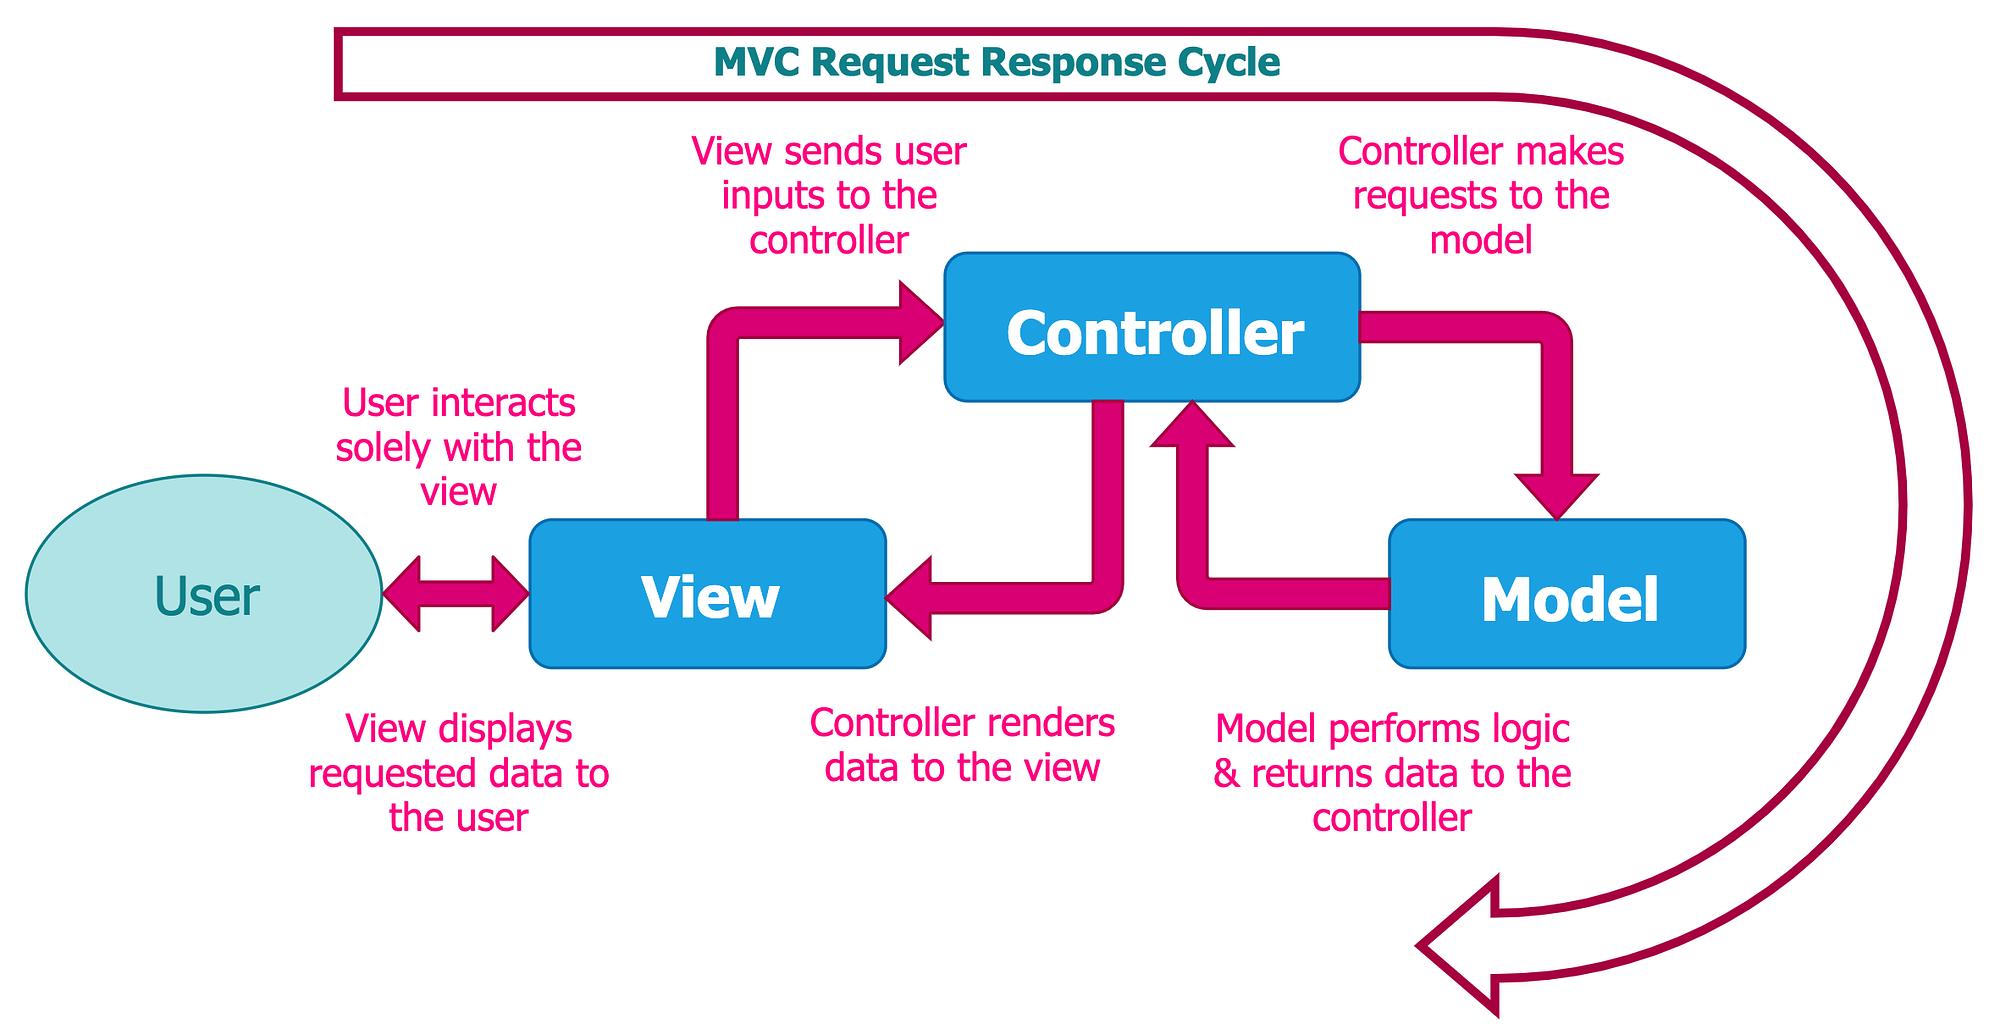 MVC Request Response Cycle
View sends user
inputs to the
controller
Controller makes
requests to the
model
Controller
User interacts
solely with the
view
User
View
Model
View displays
requested data to
the user
Controller renders
data to the view
Model performs logic
& returns data to the
controller